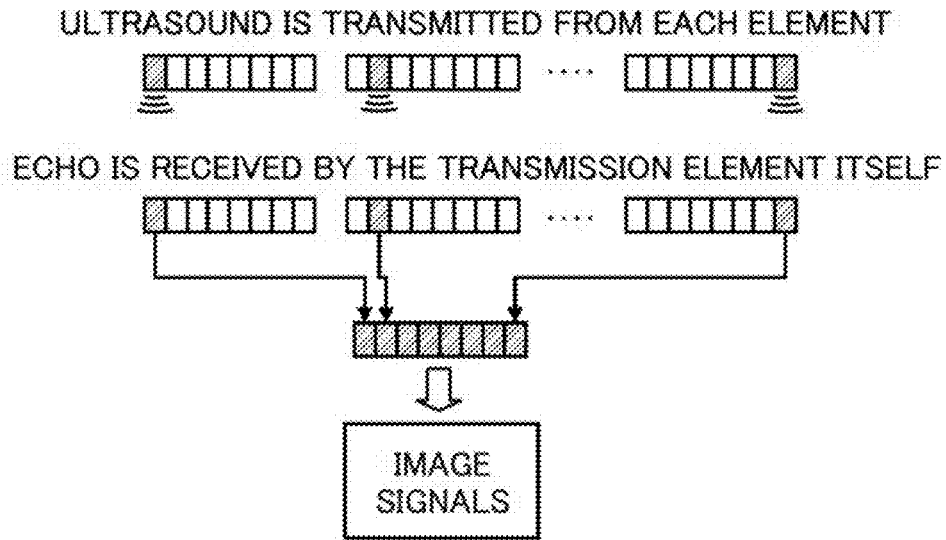 ULTRASOUND IS TRANSMITTED FROM EACH ELEMENT
ECHO IS RECEIVED BY THE TRANSMISSION ELEMENT ITSELF
IMAGE
SIGNALS